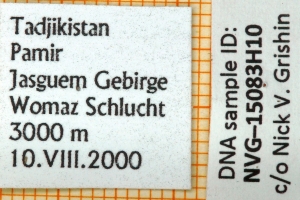 Tadjikistan
Pamir
Jasguem Gebirge
Womaz Schlucht
3000 m
10.VIII.2000
DNA sample ID:
NVG–15083H10
c/o Nick V. Grishin